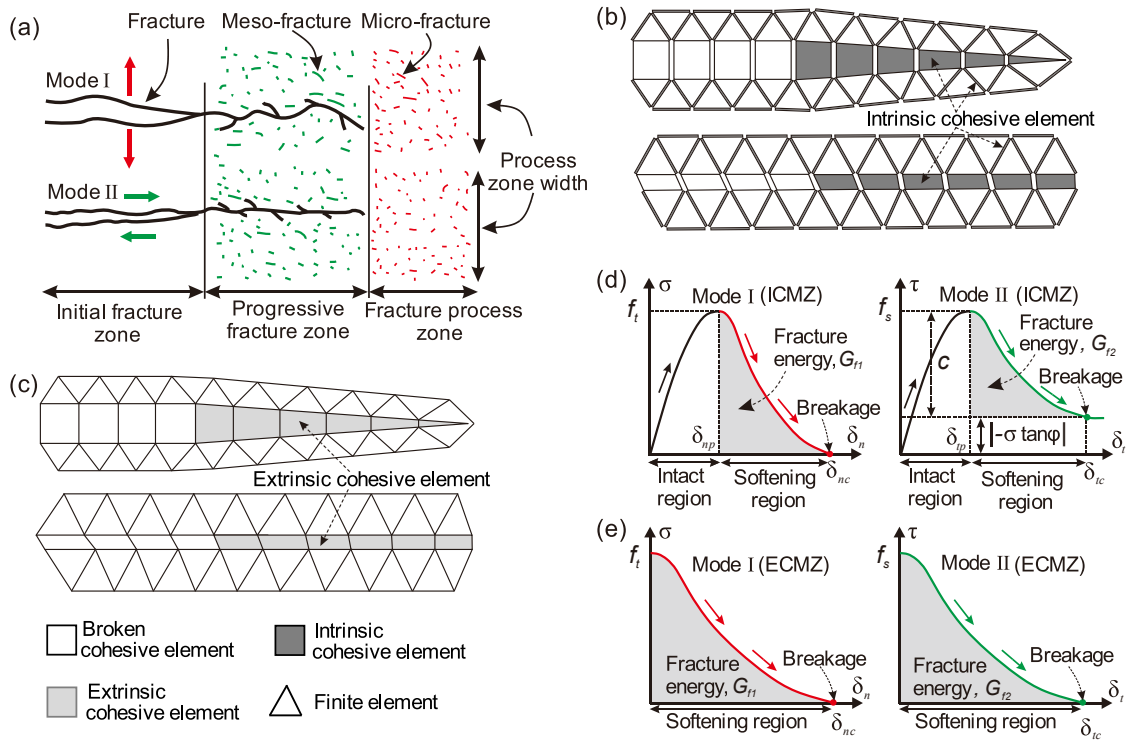 (a)
Fracture
Meso-fracture
Micro-fracture
Mode I
Mode II
Process
zone width
Initial fracture
zone
Progressive
fracture zone
Fracture process
zone
(b)
Intrinsic cohesive
element
(c)
Extrinsic cohesive element
Broken
cohesive element
Intrinsic
cohesive element
Extrinsic
cohesive element
Finite element
(d)
σ
fₜ
Mode I (ICMZ)
Fracture
energy, G_f1
Breakage
δ_np
δ_n
δ_nc
Intact
region
Softening
region
τ
fₛ
Mode II (ICMZ)
Fracture
energy, G_f2
c
Breakage
|-σ tanφ|
δ_tp
δ_t
δ_tc
Intact
region
Softening
region
(e)
σ
fₜ
Mode I (ECMZ)
Breakage
Fracture
energy, G_f1
δ_n
δ_nc
Softening region
τ
fₛ
Mode II (ECMZ)
Breakage
Fracture
energy, G_f2
δ_t
δ_tc
Softening region